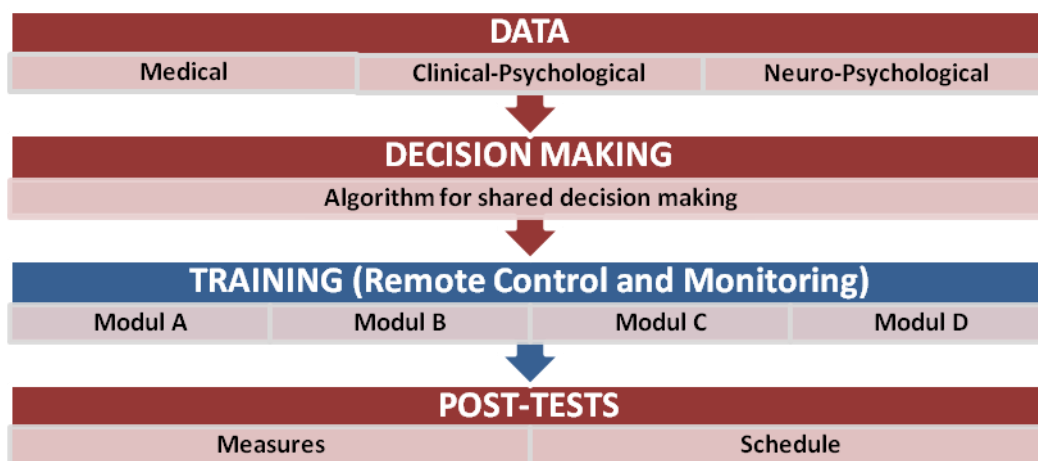 DATA
Medical Clinical-Psychological Neuro-Psychological
DECISION MAKING
Algorithm for shared decision making
TRAINING (Remote Control and Monitoring)
Modul A Modul B Modul C Modul D
POST-TESTS
Measures Schedule